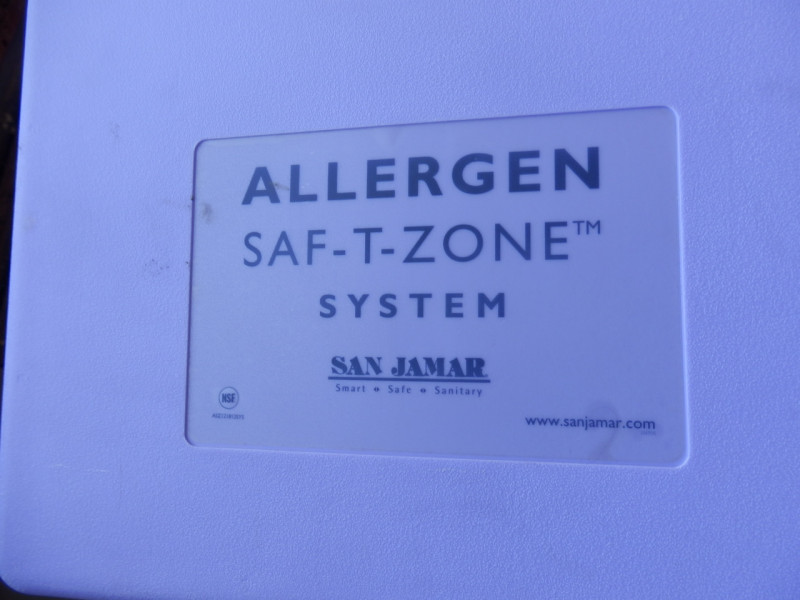 ALLERGEN
SAF-T-ZONE™
SYSTEM
SAN JAMAR
Smart Safe Sanitary
NSF
www.sanjamar.com